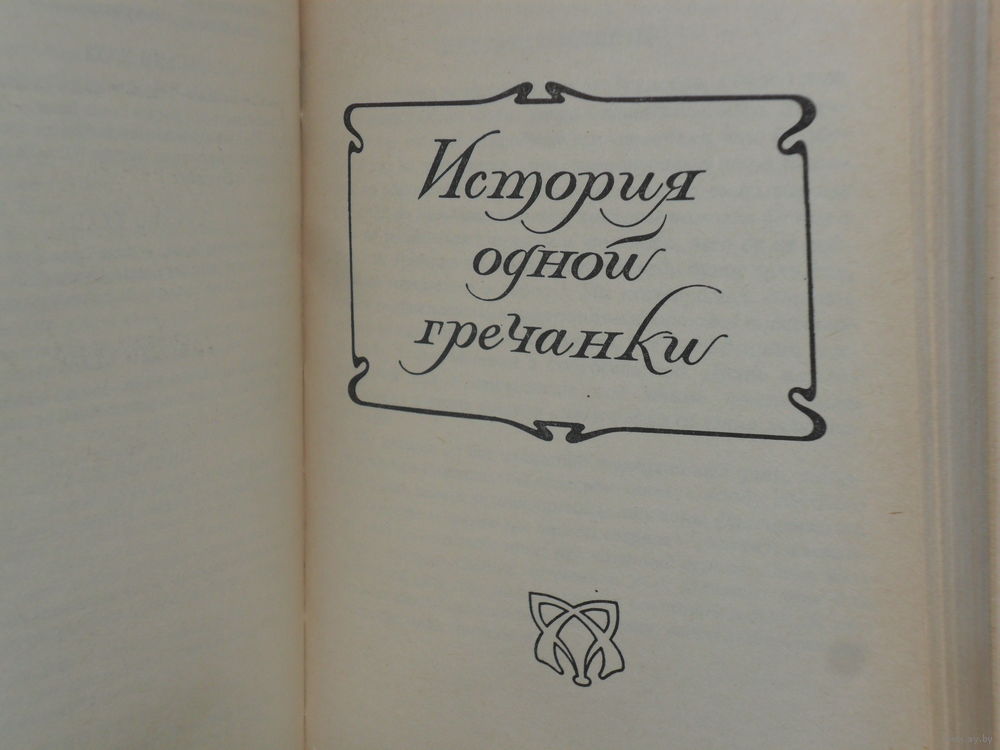 История
одной
гречанки